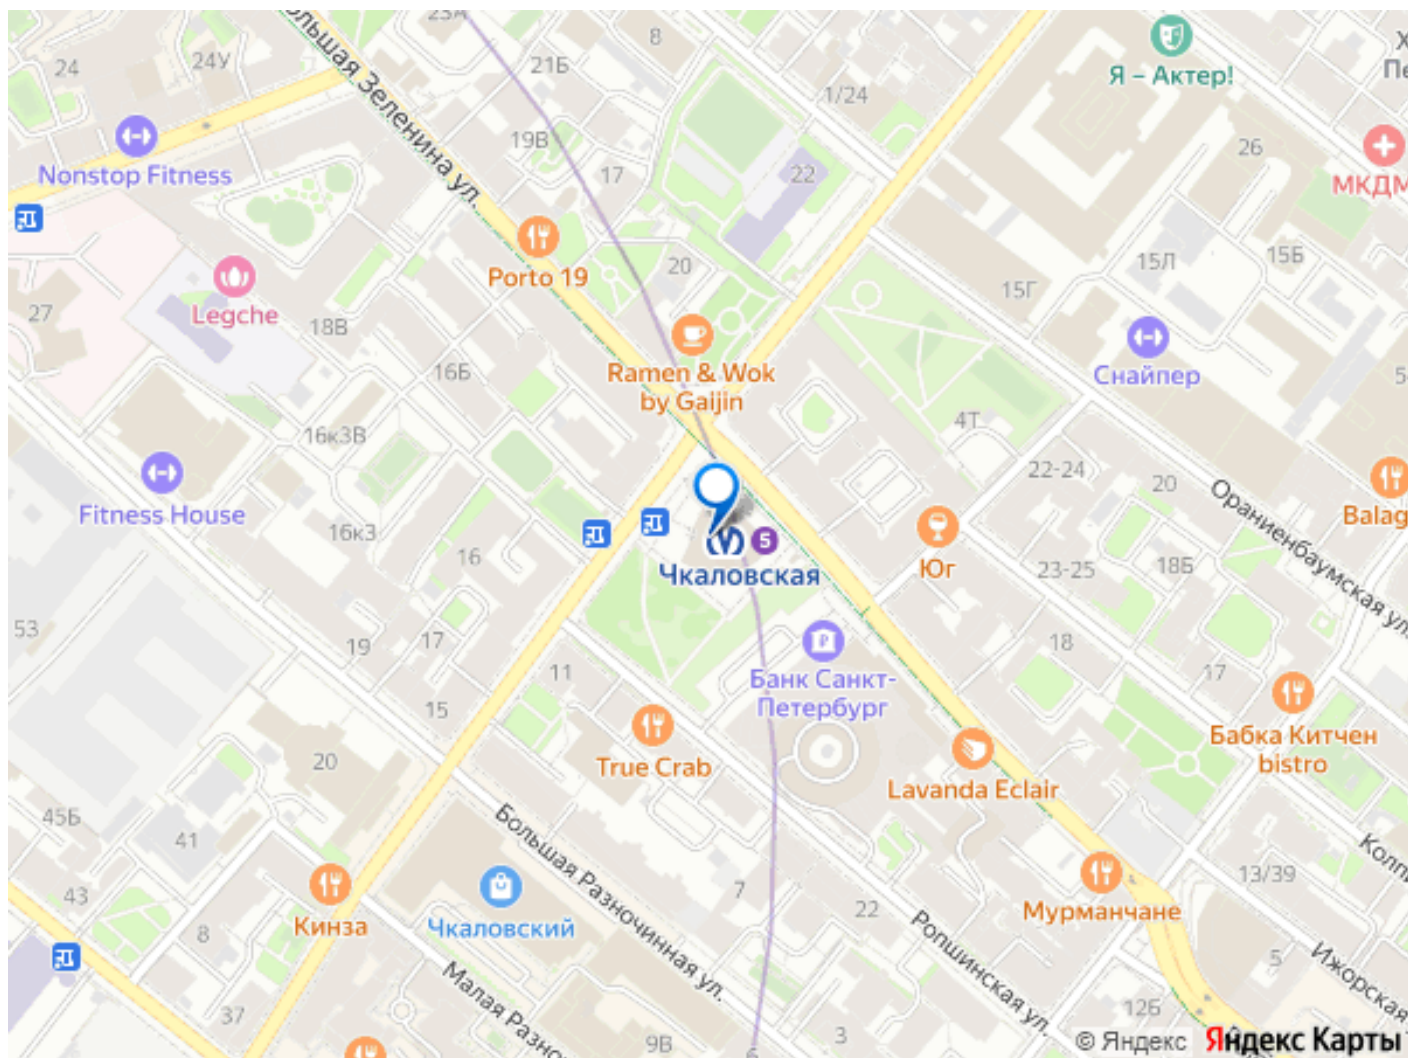 23А
8
24
24У
21Б
1/24
Я – Актер!
Большая Зеленина ул.
19В
17
22
26
Nonstop Fitness
МКДМ
20
15Л
15Б
Porto 19
15Г
Legche
27
18В
16Б
Ramen & Wok
by Gaijin
Снайпер
4Т
16к3В
22-24
20
Ораниенбаумская ул.
Fitness House
16к3
16
5
Чкаловская
Юг
23-25
18Б
Balag
53
19
17
18
17
11
Банк Санкт-
Петербург
15
20
True Crab
Lavanda Eclair
Бабка Китчен
bistro
45Б
41
Большая Разночинная ул.
13/39
Колпи
43
Кинза
Чкаловский
7
22
Мурманчане
8
Ропшинская ул.
5
Ижорская
37
Малая Разно
9В
3
12Б
6
© Яндекс Яндекс Карты